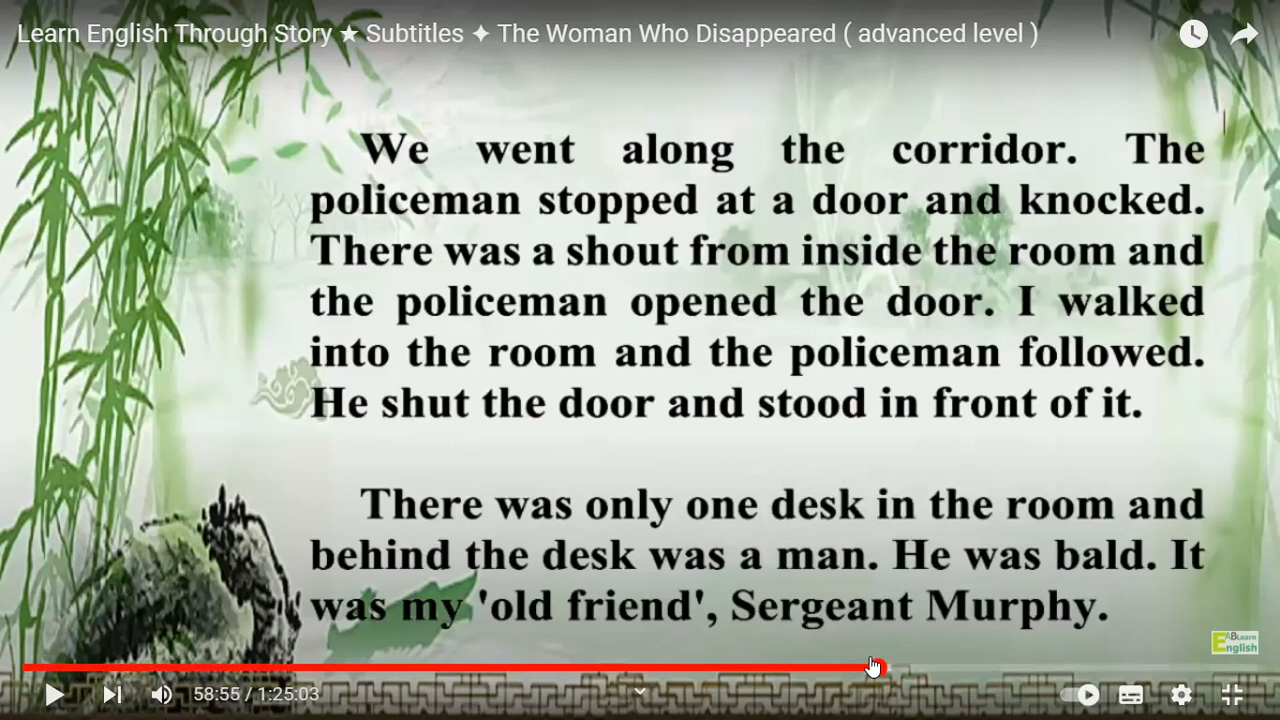 Learn English Through Story ★ Subtitles ✦ The Woman Who Disappeared ( advanced level )
We went along the corridor. The
policeman stopped at a door and knocked.
There was a shout from inside the room and
the policeman opened the door. I walked
into the room and the policeman followed.
He shut the door and stood in front of it.
There was only one desk in the room and
behind the desk was a man. He was bald. It
was my 'old friend', Sergeant Murphy.
ABLearn
English
58:55 / 1:25:03